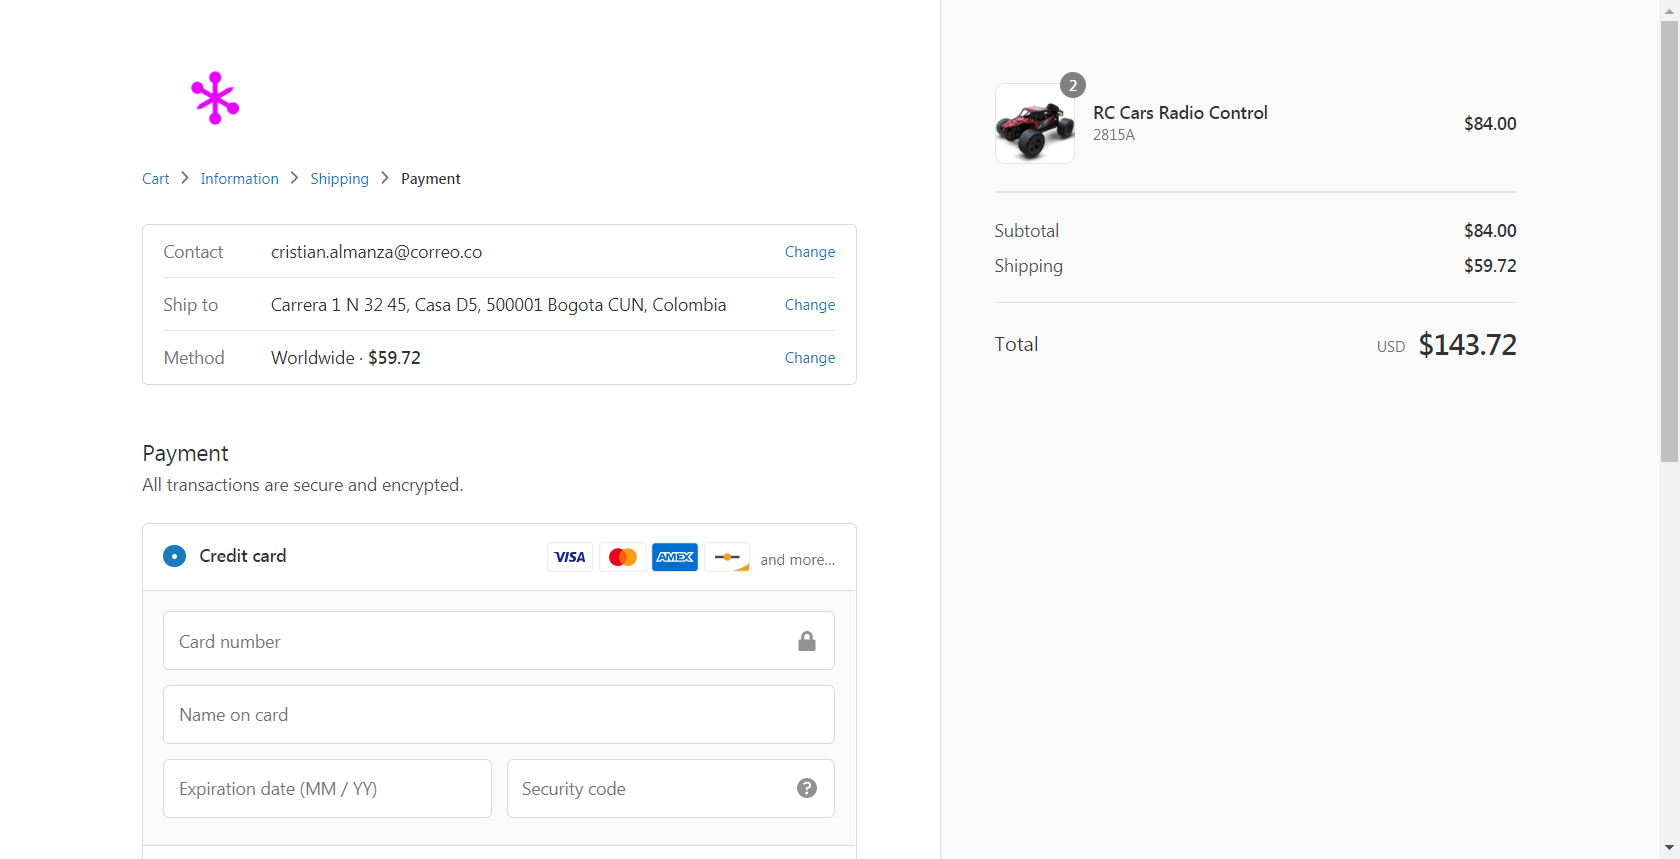 Cart > Information > Shipping > Payment
Contact cristian.almanza@correo.co Change
Ship to Carrera 1 N 32 45, Casa D5, 500001 Bogota CUN, Colombia Change
Method Worldwide · $59.72 Change
Payment
All transactions are secure and encrypted.
Credit card VISA AMEX and more...
Card number
Name on card
Expiration date (MM / YY) Security code ?
2
RC Cars Radio Control $84.00
2815A
Subtotal $84.00
Shipping $59.72
Total USD $143.72